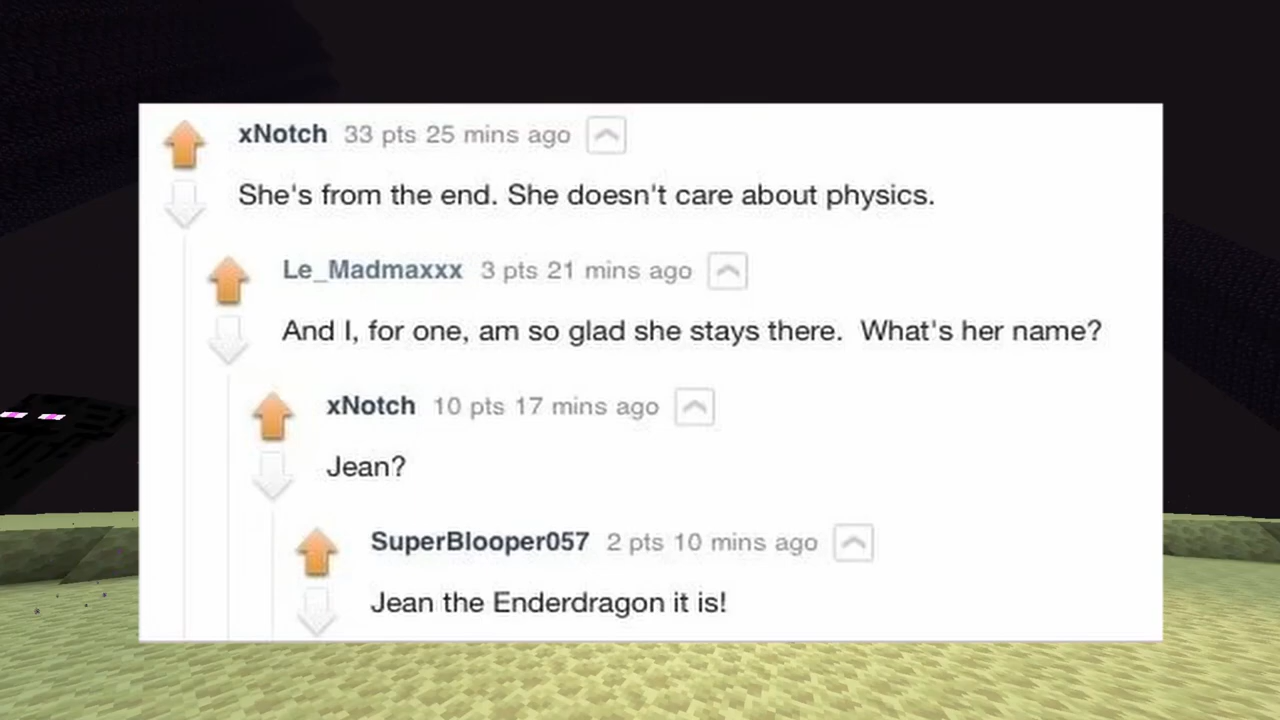 xNotch 33 pts 25 mins ago
She's from the end. She doesn't care about physics.
Le_Madmaxxx 3 pts 21 mins ago
And I, for one, am so glad she stays there.  What's her name?
xNotch 10 pts 17 mins ago
Jean?
SuperBlooper057 2 pts 10 mins ago
Jean the Enderdragon it is!